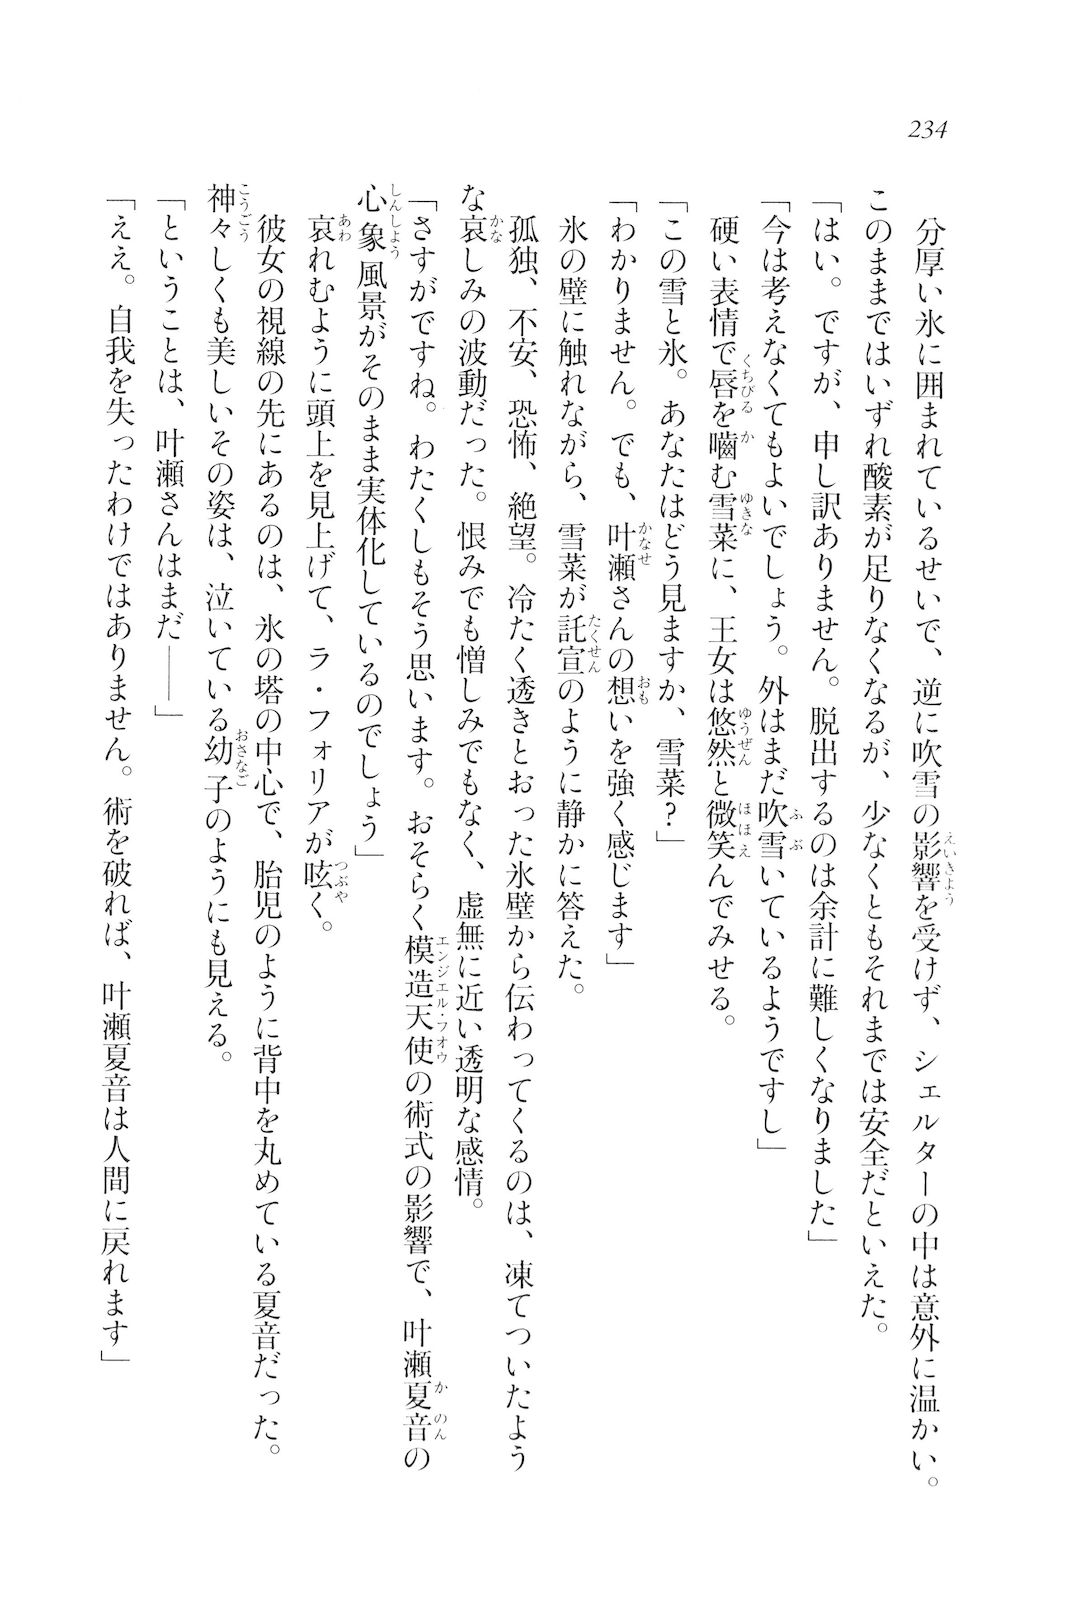 234
　分厚い氷に囲まれているせいで、逆に吹雪の影響を受けず、シェルターの中は意外に温かい。
このままではいずれ酸素が足りなくなるが、少なくともそれまでは安全だといえた。
「はい。ですが、申し訳ありません。脱出するのは余計に難しくなりました」
「今は考えなくてもよいでしょう。外はまだ吹雪いているようですし」
　硬い表情で唇を嚙む雪菜に、王女は悠然と微笑んでみせる。
「この雪と氷。あなたはどう見ますか、雪菜?」
「わかりません。でも、叶瀬さんの想いを強く感じます」
　氷の壁に触れながら、雪菜が託宣のように静かに答えた。
　孤独、不安、恐怖、絶望。冷たく透きとおった氷壁から伝わってくるのは、凍てついたよう
な哀しみの波動だった。恨みでも憎しみでもなく、虚無に近い透明な感情。
「さすがですね。わたくしもそう思います。おそらく模造天使の術式の影響で、叶瀬夏音の
心象風景がそのまま実体化しているのでしょう」
　哀れむように頭上を見上げて、ラ・フォリアが呟く。
　彼女の視線の先にあるのは、氷の塔の中心で、胎児のように背中を丸めている夏音だった。
神々しくも美しいその姿は、泣いている幼子のようにも見える。
「ということは、叶瀬さんはまだ――」
「ええ。自我を失ったわけではありません。術を破れば、叶瀬夏音は人間に戻れます」